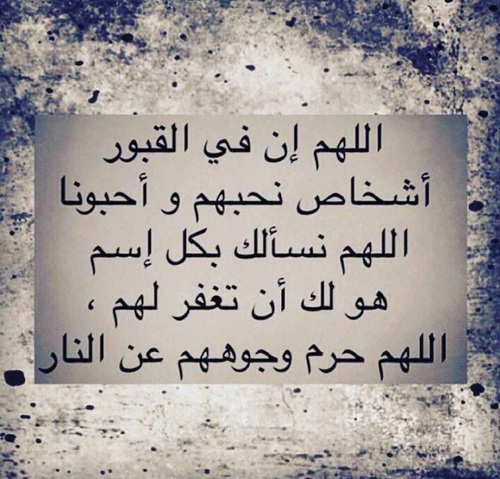 اللهم إن في القبور
أشخاص نحبهم و أحبونا
اللهم نسألك بكل إسم
هو لك أن تغفر لهم ،
اللهم حرم وجوههم عن النار